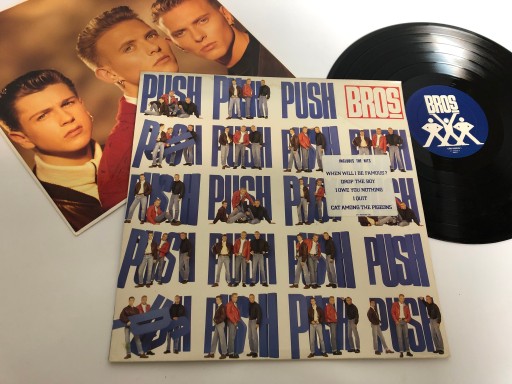 PUSH PUSH PUSH BROS
PUSH PUSH PUSH PUSH
PUSH PUSH PUSH PUSH
PUSH PUSH PUSH PUSH
PUSH PUSH PUSH PUSH
INCLUDES THE HITS
WHEN WILL I BE FAMOUS?
DROP THE BOY
I OWE YOU NOTHING
I QUIT
CAT AMONG THE PIGEONS
BROS